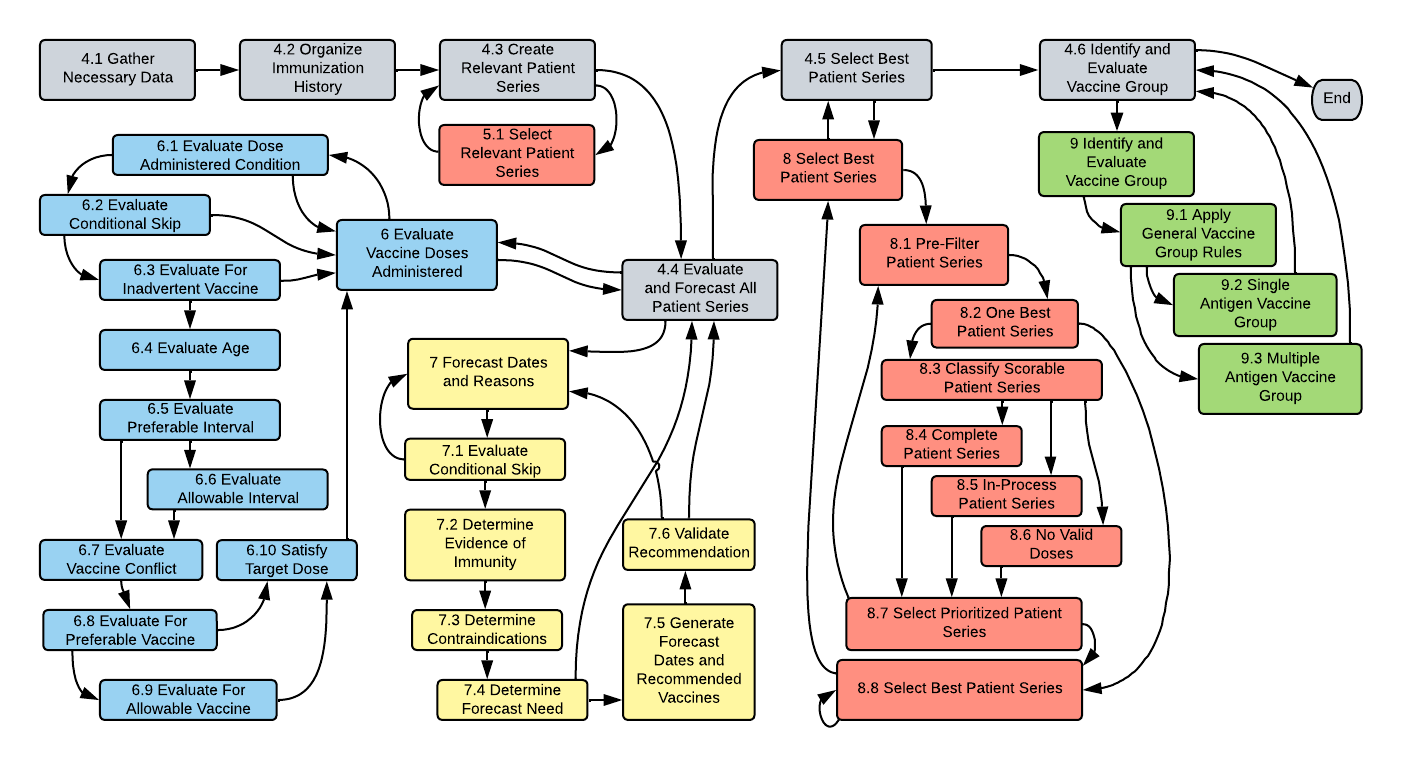 4.1 Gather
Necessary Data
4.2 Organize
Immunization
History
4.3 Create
Relevant Patient
Series
4.5 Select Best
Patient Series
4.6 Identify and
Evaluate
Vaccine Group
End
5.1 Select
Relevant Patient
Series
6.1 Evaluate Dose
Administered Condition
6.2 Evaluate
Conditional Skip
6 Evaluate
Vaccine Doses
Administered
6.3 Evaluate For
Inadvertent Vaccine
6.4 Evaluate Age
6.5 Evaluate
Preferable Interval
6.6 Evaluate
Allowable Interval
6.7 Evaluate
Vaccine Conflict
6.10 Satisfy
Target Dose
6.8 Evaluate For
Preferable Vaccine
6.9 Evaluate For
Allowable Vaccine
4.4 Evaluate
and Forecast All
Patient Series
7 Forecast Dates
and Reasons
7.1 Evaluate
Conditional Skip
7.2 Determine
Evidence of
Immunity
7.3 Determine
Contraindications
7.4 Determine
Forecast Need
7.6 Validate
Recommendation
7.5 Generate
Forecast
Dates and
Recommended
Vaccines
8 Select Best
Patient Series
8.1 Pre-Filter
Patient Series
8.2 One Best
Patient Series
8.3 Classify Scorable
Patient Series
8.4 Complete
Patient Series
8.5 In-Process
Patient Series
8.6 No Valid
Doses
8.7 Select Prioritized Patient
Series
8.8 Select Best Patient Series
9 Identify and
Evaluate
Vaccine Group
9.1 Apply
General Vaccine
Group Rules
9.2 Single
Antigen Vaccine
Group
9.3 Multiple
Antigen Vaccine
Group